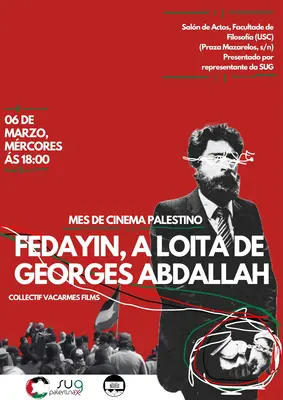 Salón de Actos, Facultade de
Filosofía (USC)
(Praza Mazarelos, s/n)
Presentado por
representante da SUG
06 DE
MARZO,
MÉRCORES
ÁS 18:00
MES DE CINEMA PALESTINO
FEDAYIN, A LOITA DE
GEORGES ABDALLAH
COLLECTIF VACARMES FILMS
sug
palestina